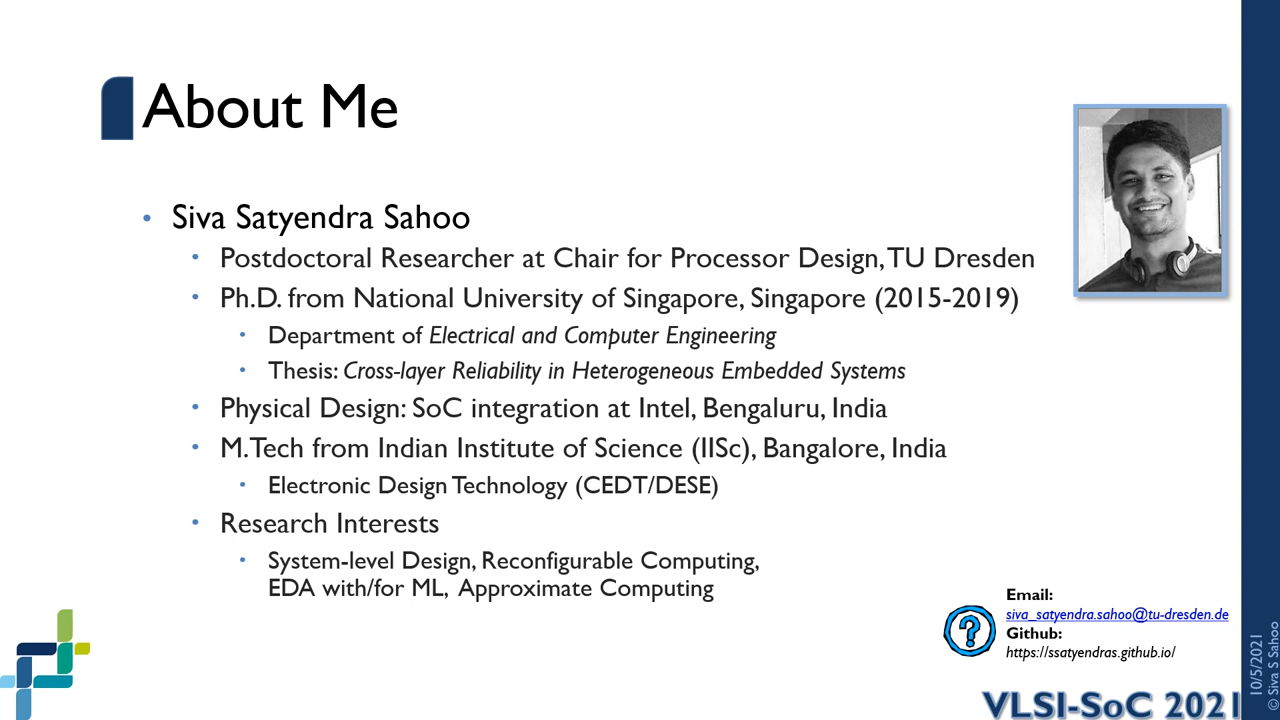 About Me
• Siva Satyendra Sahoo
• Postdoctoral Researcher at Chair for Processor Design, TU Dresden
• Ph.D. from National University of Singapore, Singapore (2015-2019)
• Department of Electrical and Computer Engineering
• Thesis: Cross-layer Reliability in Heterogeneous Embedded Systems
• Physical Design: SoC integration at Intel, Bengaluru, India
• M.Tech from Indian Institute of Science (IISc), Bangalore, India
• Electronic Design Technology (CEDT/DESE)
• Research Interests
• System-level Design, Reconfigurable Computing,
EDA with/for ML, Approximate Computing
?
Email:
siva_satyendra.sahoo@tu-dresden.de
Github:
https://ssatyendras.github.io/
VLSI-SoC 2021
10/5/2021
© Siva S Sahoo